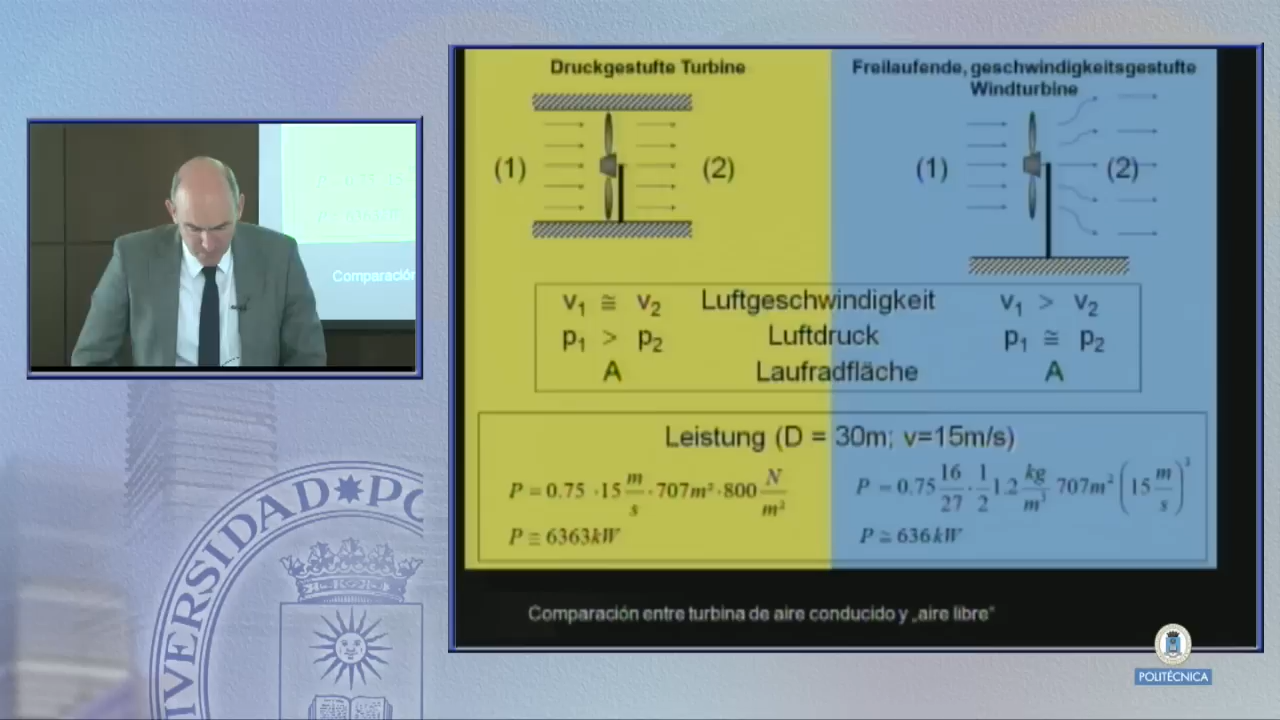 Druckgestufte Turbine
Freilaufende, geschwindigkeitsgestufte
Windturbine
(1)
(2)
(1)
(2)
v₁ ≅ v₂ Luftgeschwindigkeit v₁ > v₂
p₁ > p₂ Luftdruck p₁ ≅ p₂
A Laufradfläche A
Leistung (D = 30m; v=15m/s)
P = 0.75 · 15 m/s · 707m² · 800 N/m²
P = 0.75 16/27 · 1/2 1.2 kg/m³ 707m² (15 m/s)³
P ≅ 6363kW
P ≅ 636kW
Comparación entre turbina de aire conducido y „aire libre“
Comparación
POLITÉCNICA
IVERSIDAD PO